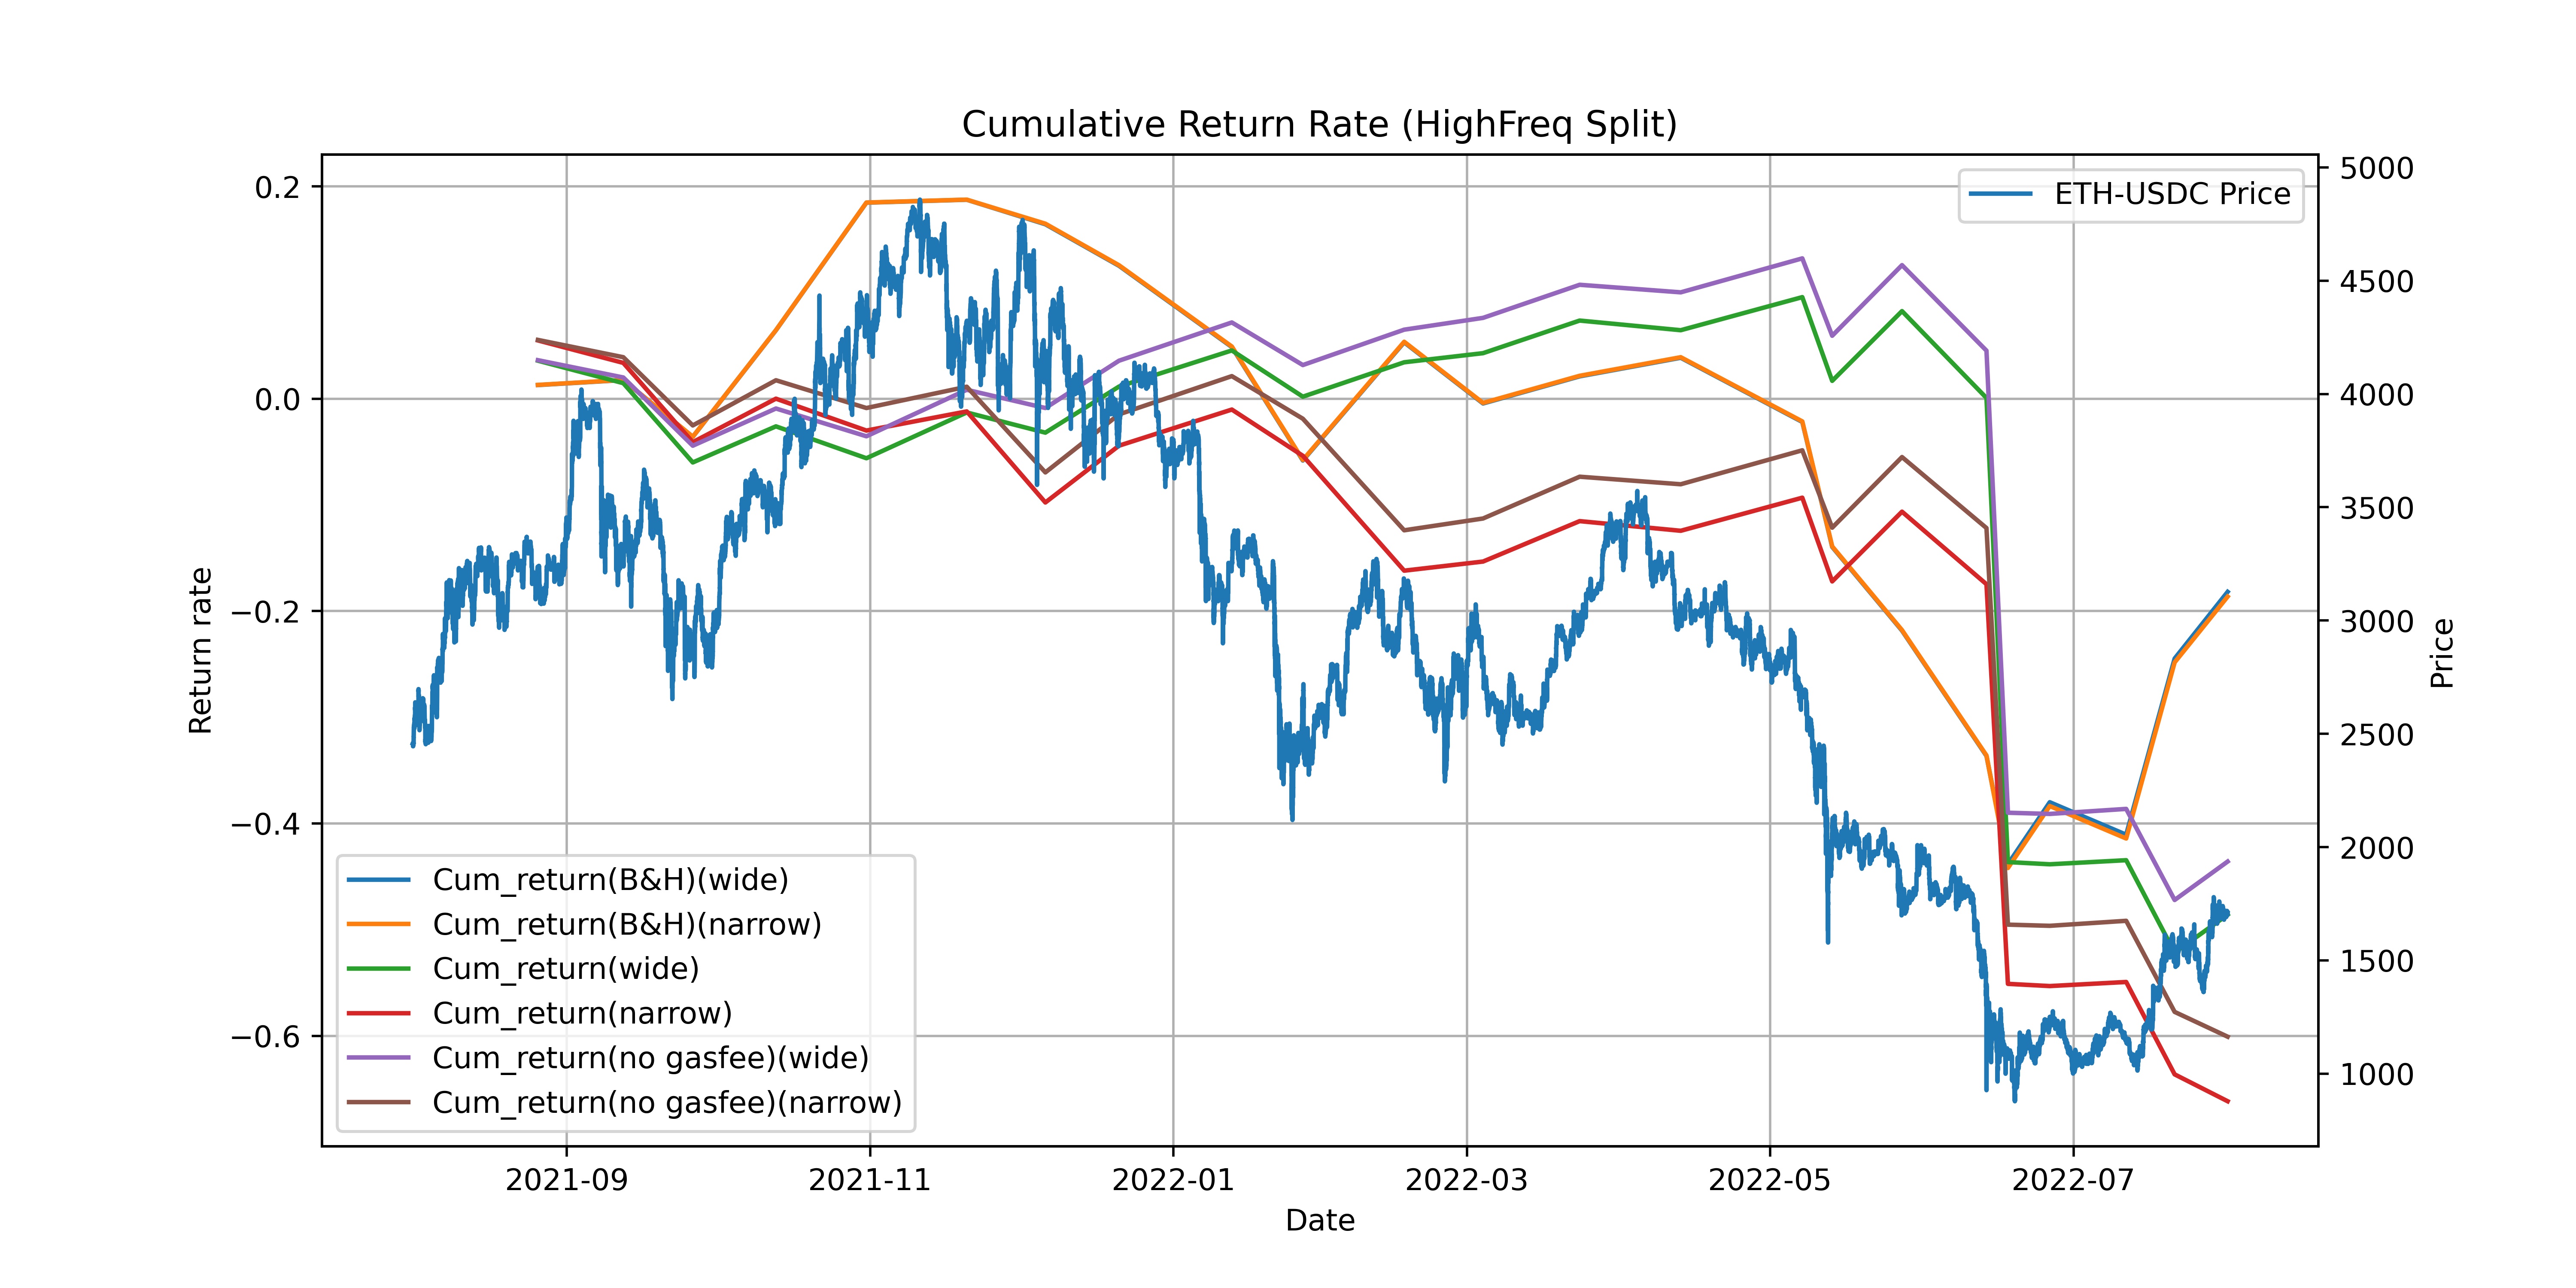 Cumulative Return Rate (HighFreq Split)
ETH-USDC Price
Return rate
0.2
0.0
−0.2
−0.4
−0.6
Cum_return(B&H)(wide)
Cum_return(B&H)(narrow)
Cum_return(wide)
Cum_return(narrow)
Cum_return(no gasfee)(wide)
Cum_return(no gasfee)(narrow)
5000
4500
4000
3500
3000
2500
2000
1500
1000
Price
2021-09
2021-11
2022-01
2022-03
2022-05
2022-07
Date